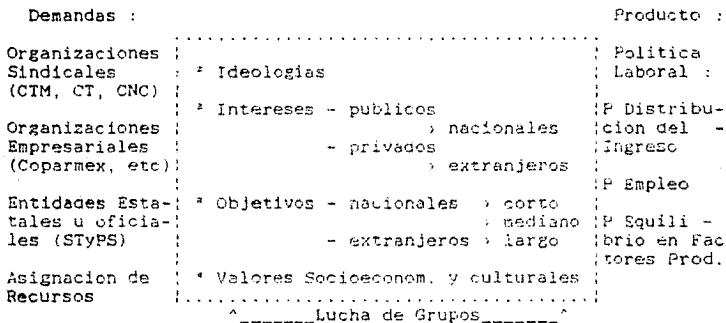 Demandas : Producto :
Organizaciones Politica
Sindicales * Ideologias Laboral :
(CTM, CT, CNC)
* Intereses - publicos P Distribu-
Organizaciones > nacionales cion del -
Empresariales - privados Ingreso
(Coparmex, etc) > extranjeros
P Empleo
Entidades Esta- * Objetivos - nacionales > corto
tales u oficia- > mediano P Equili -
les (STyPS) - extranjeros > largo brio en Fac
tores Prod.
Asignacion de * Valores Socioeconom. y culturales
Recursos
^_______Lucha de Grupos_______^